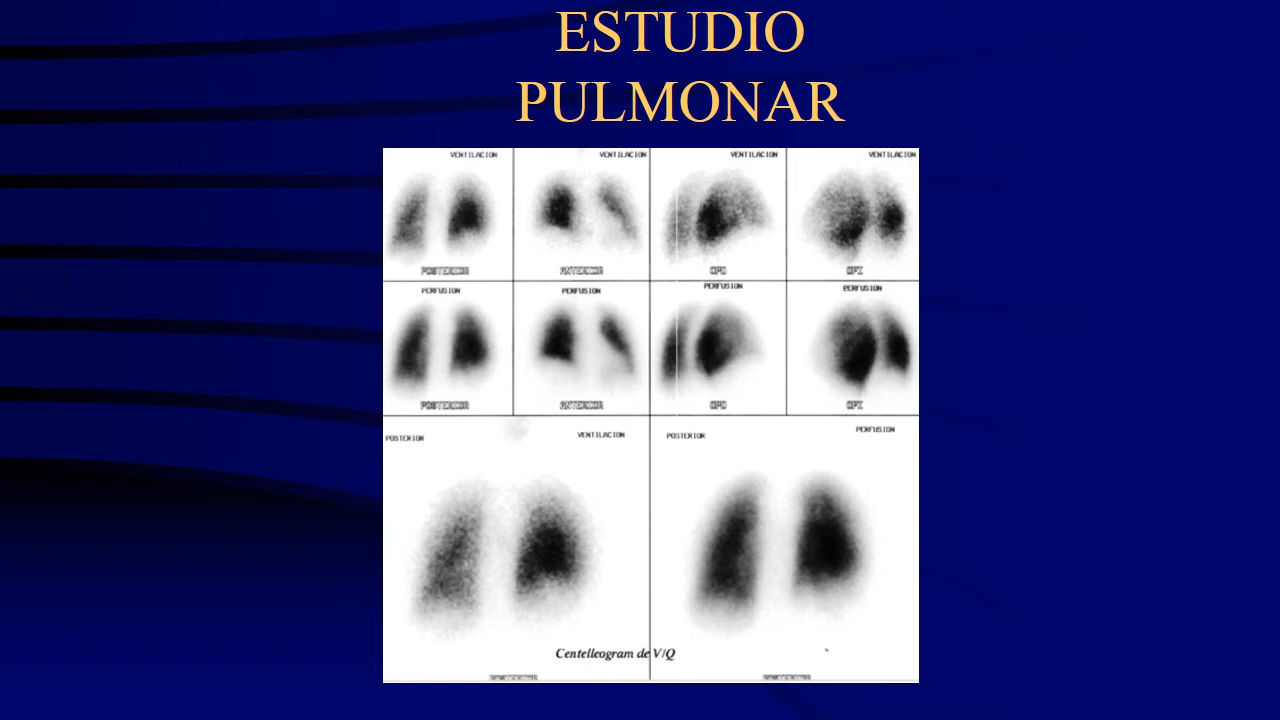 ESTUDIO
PULMONAR
VENTILACION
VENTILACION
VENTILACION
VENTILACION
POSTERIOR
ANTERIOR
OPD
OPI
PERFUSION
PERFUSION
PERFUSION
PERFUSION
POSTERIOR
ANTERIOR
OPD
OPI
POSTERIOR
VENTILACION
POSTERIOR
PERFUSION
Centelleogram de V/Q